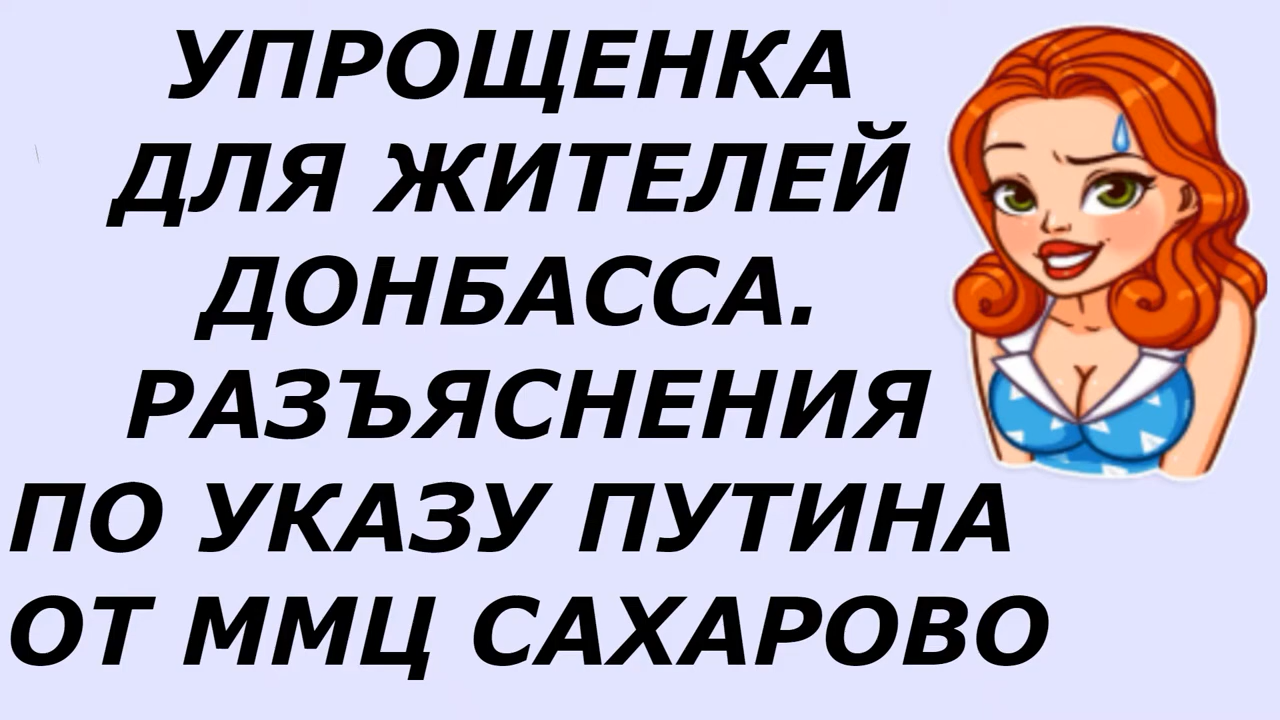 УПРОЩЕНКА
ДЛЯ ЖИТЕЛЕЙ
ДОНБАССА.
РАЗЪЯСНЕНИЯ
ПО УКАЗУ ПУТИНА
ОТ ММЦ САХАРОВО